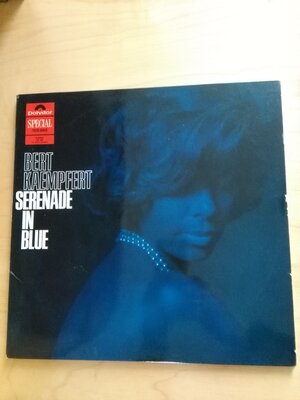 Polydor
SPECIAL
BERT
KAEMPFERT
SERENADE
IN
BLUE